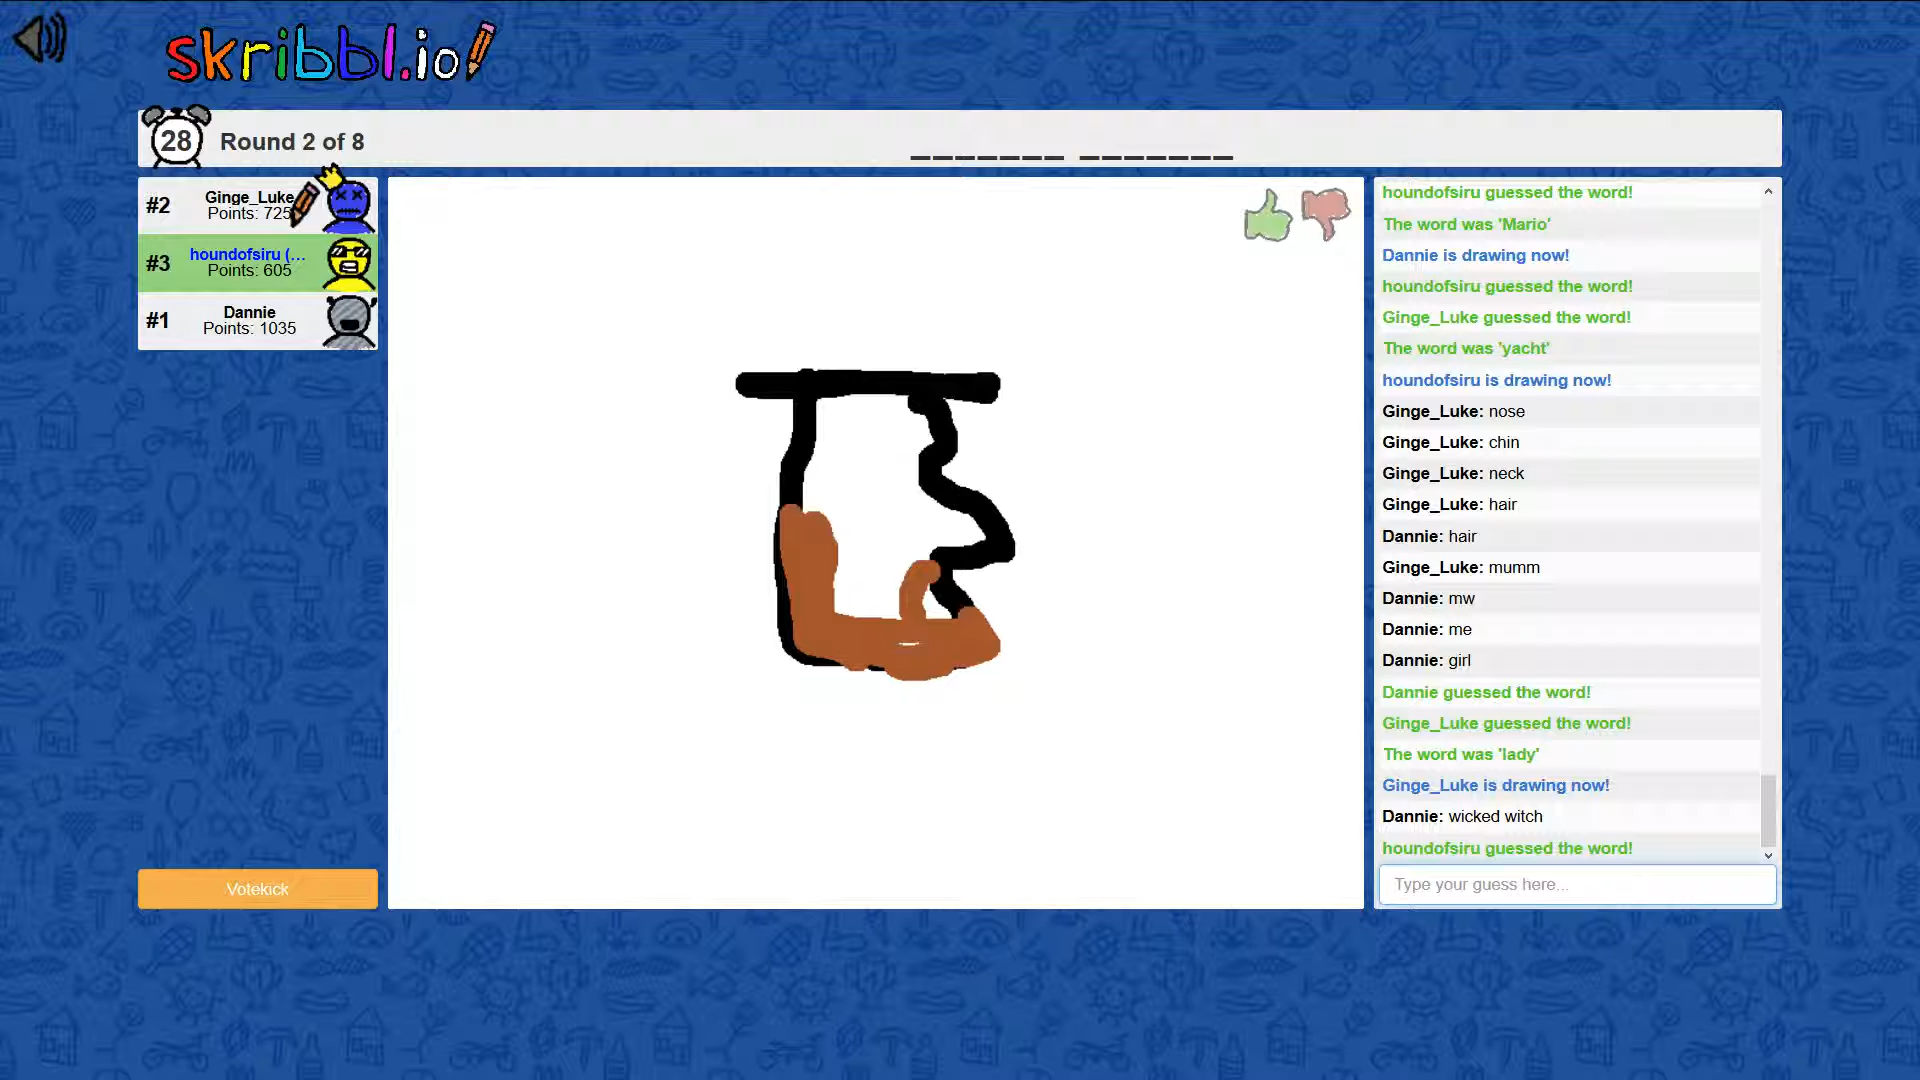 skribbl.io
28
Round 2 of 8
_______ _______
#2
Ginge_Luke
Points: 725
#3
houndofsiru (...
Points: 605
#1
Dannie
Points: 1035
Votekick
houndofsiru guessed the word!
The word was 'Mario'
Dannie is drawing now!
houndofsiru guessed the word!
Ginge_Luke guessed the word!
The word was 'yacht'
houndofsiru is drawing now!
Ginge_Luke: nose
Ginge_Luke: chin
Ginge_Luke: neck
Ginge_Luke: hair
Dannie: hair
Ginge_Luke: mumm
Dannie: mw
Dannie: me
Dannie: girl
Dannie guessed the word!
Ginge_Luke guessed the word!
The word was 'lady'
Ginge_Luke is drawing now!
Dannie: wicked witch
houndofsiru guessed the word!
Type your guess here...